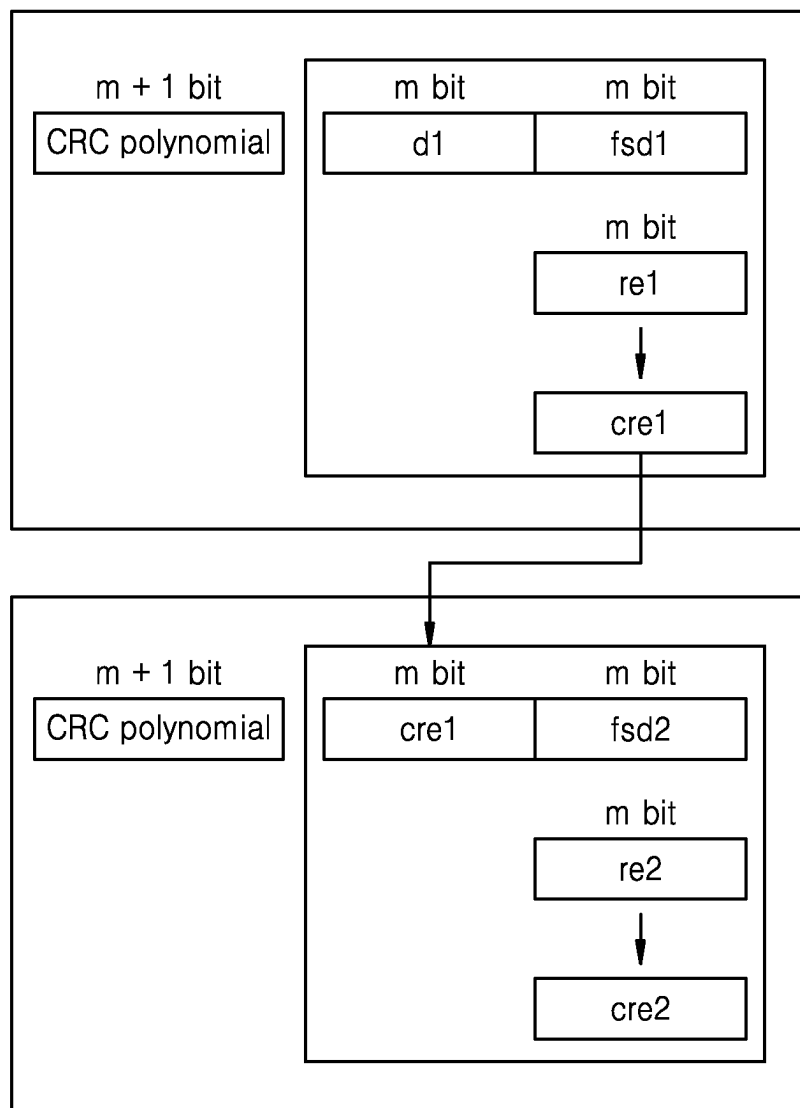 m + 1 bit m bit m bit
CRC polynomial d1 fsd1
m bit
re1
cre1
m + 1 bit m bit m bit
CRC polynomial cre1 fsd2
m bit
re2
cre2